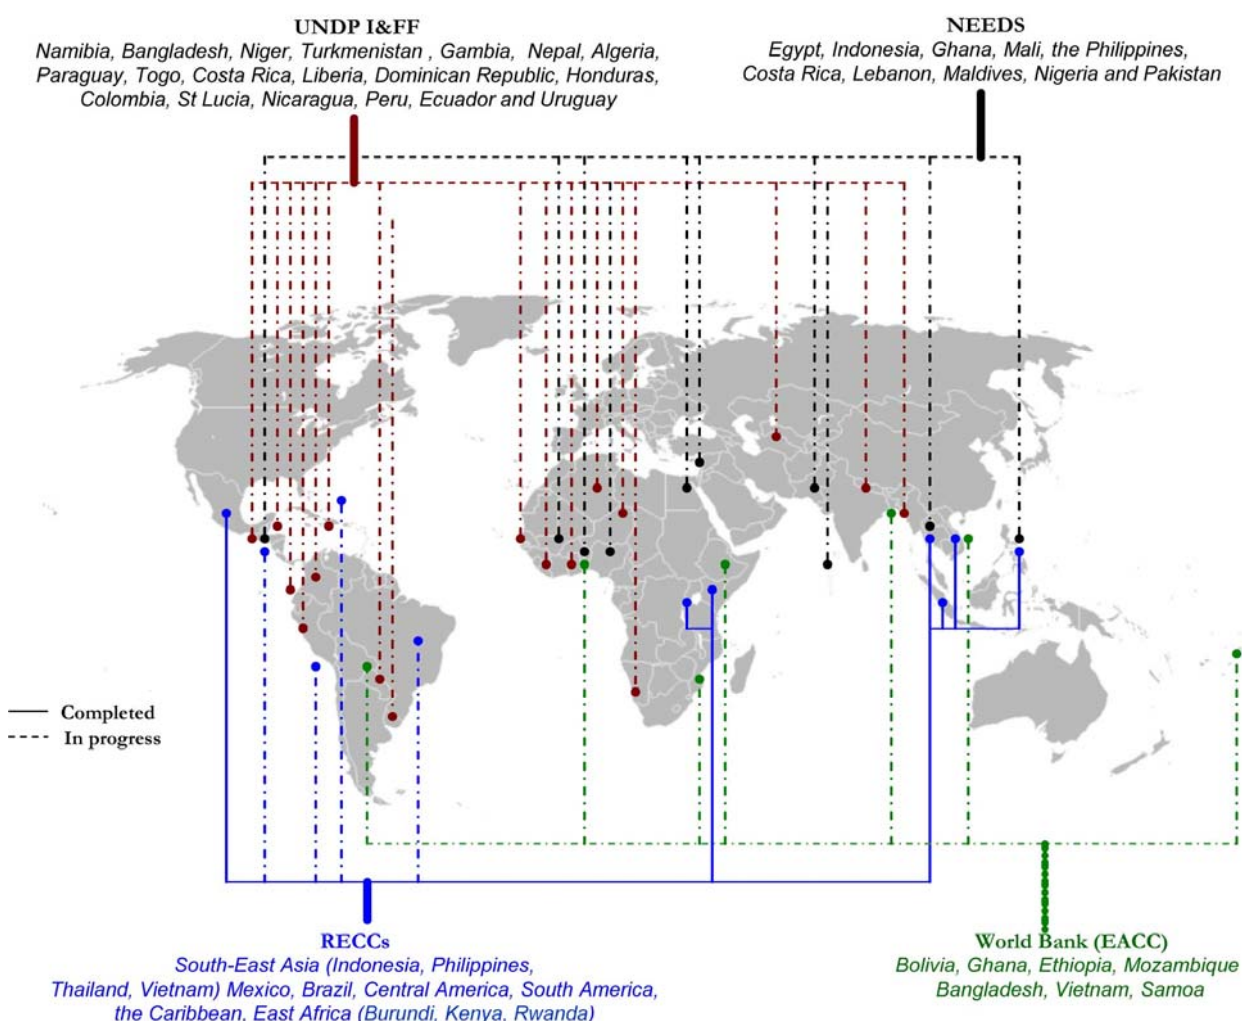 UNDP I&FF
Namibia, Bangladesh, Niger, Turkmenistan , Gambia, Nepal, Algeria,
Paraguay, Togo, Costa Rica, Liberia, Dominican Republic, Honduras,
Colombia, St Lucia, Nicaragua, Peru, Ecuador and Uruguay
NEEDS
Egypt, Indonesia, Ghana, Mali, the Philippines,
Costa Rica, Lebanon, Maldives, Nigeria and Pakistan
Completed
In progress
RECCs
South-East Asia (Indonesia, Philippines,
Thailand, Vietnam) Mexico, Brazil, Central America, South America,
the Caribbean, East Africa (Burundi, Kenya, Rwanda)
World Bank (EACC)
Bolivia, Ghana, Ethiopia, Mozambique
Bangladesh, Vietnam, Samoa